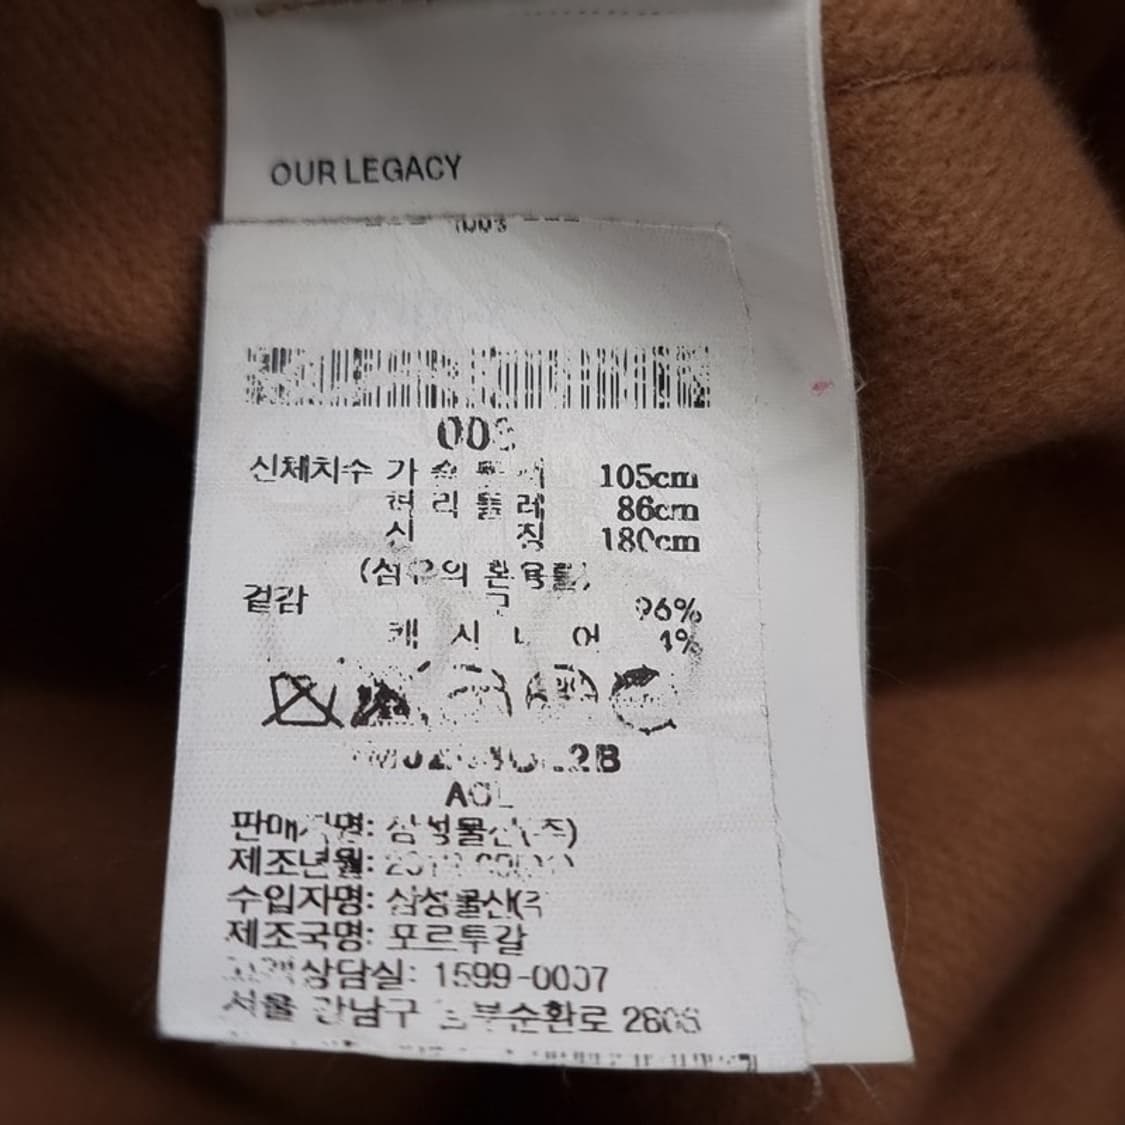 OUR LEGACY
003
신체치수 가슴둘레 105cm
허리둘레 86cm
신장 180cm
(섬유의 혼용률)
겉감 96%
캐시미어 4%
판매자명: 삼성물산(주)
제조년월:
수입자명: 삼성물산(주
제조국명: 포르투갈
고객상담실: 1599-0007
서울 강남구 남부순환로 2806